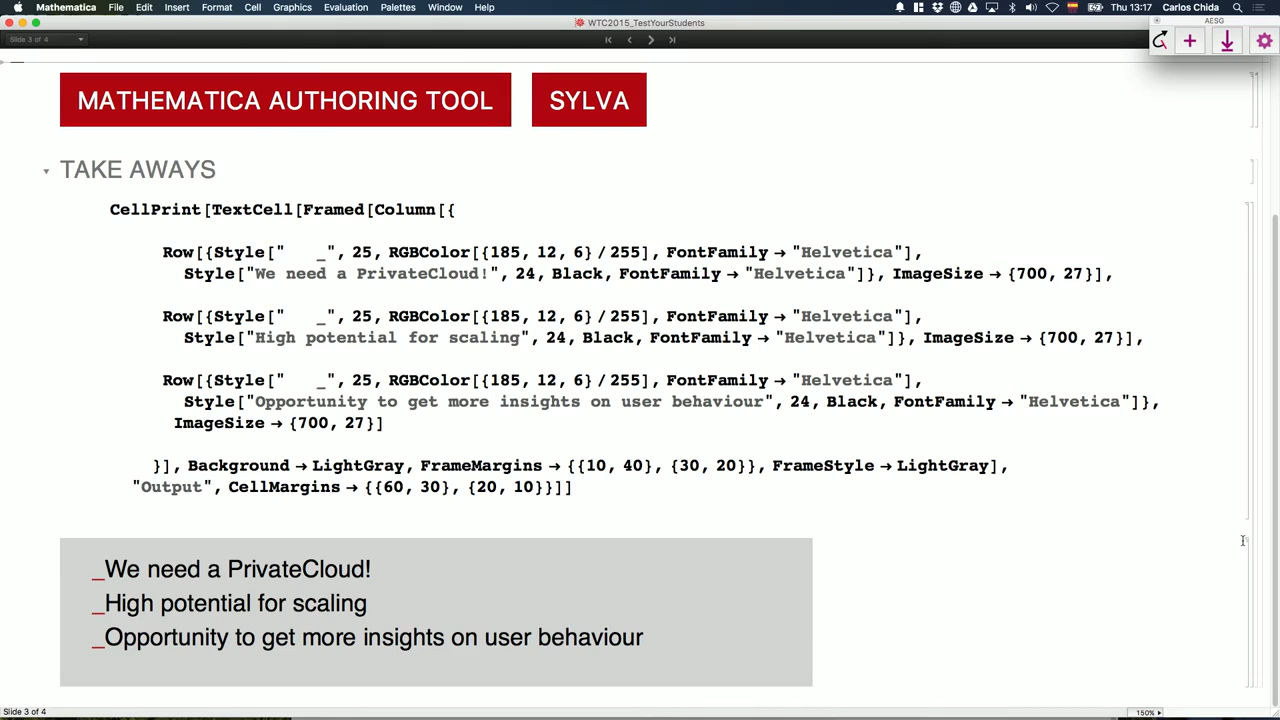 Mathematica File Edit Insert Format Cell Graphics Evaluation Palettes Window Help Thu 13:17 Carlos Chida
WTC2015_TestYourStudents
AESG
Slide 3 of 4
MATHEMATICA AUTHORING TOOL SYLVA
TAKE AWAYS
CellPrint[TextCell[Framed[Column[{
Row[{Style["   _", 25, RGBColor[{185, 12, 6} / 255], FontFamily → "Helvetica"],
Style["We need a PrivateCloud!", 24, Black, FontFamily → "Helvetica"]}, ImageSize → {700, 27}],
Row[{Style["   _", 25, RGBColor[{185, 12, 6} / 255], FontFamily → "Helvetica"],
Style["High potential for scaling", 24, Black, FontFamily → "Helvetica"]}, ImageSize → {700, 27}],
Row[{Style["   _", 25, RGBColor[{185, 12, 6} / 255], FontFamily → "Helvetica"],
Style["Opportunity to get more insights on user behaviour", 24, Black, FontFamily → "Helvetica"]},
ImageSize → {700, 27}]
}], Background → LightGray, FrameMargins → {{10, 40}, {30, 20}}, FrameStyle → LightGray],
"Output", CellMargins → {{60, 30}, {20, 10}}]]
_We need a PrivateCloud!
_High potential for scaling
_Opportunity to get more insights on user behaviour
Slide 3 of 4
150%